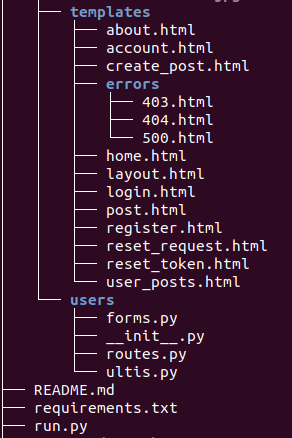 templates
about.html
account.html
create_post.html
errors
403.html
404.html
500.html
home.html
layout.html
login.html
post.html
register.html
reset_request.html
reset_token.html
user_posts.html
users
forms.py
__init__.py
routes.py
ultis.py
README.md
requirements.txt
run.py